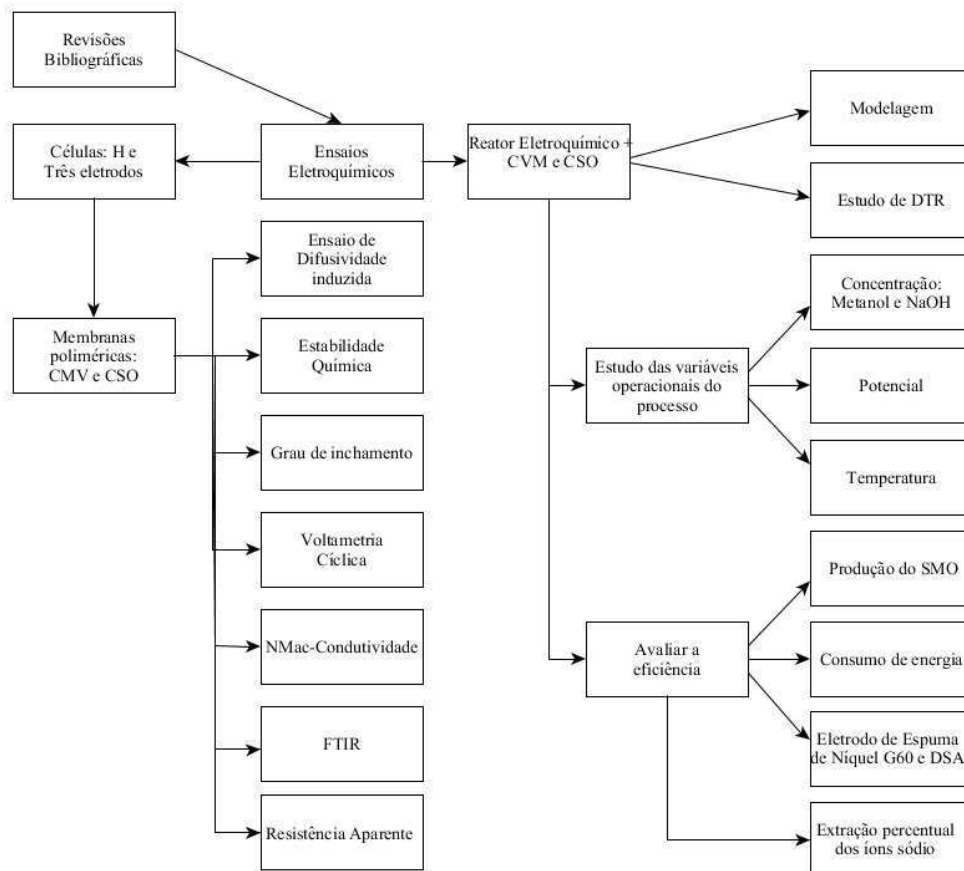 Revisões
Bibliográficas
Células: H e
Três eletrodos
Ensaios
Eletroquímicos
Reator Eletroquímico +
CVM e CSO
Modelagem
Estudo de DTR
Membranas
poliméricas:
CMV e CSO
Ensaio de
Difusividade
induzida
Estabilidade
Química
Grau de inchamento
Voltametria
Cíclica
NMac-Condutividade
FTIR
Resistência Aparente
Estudo das variáveis
operacionais do
processo
Concentração:
Metanol e NaOH
Potencial
Temperatura
Avaliar a
eficiência
Produção do SMO
Consumo de energia
Eletrodo de Espuma
de Níquel G60 e DSA
Extração percentual
dos íons sódio